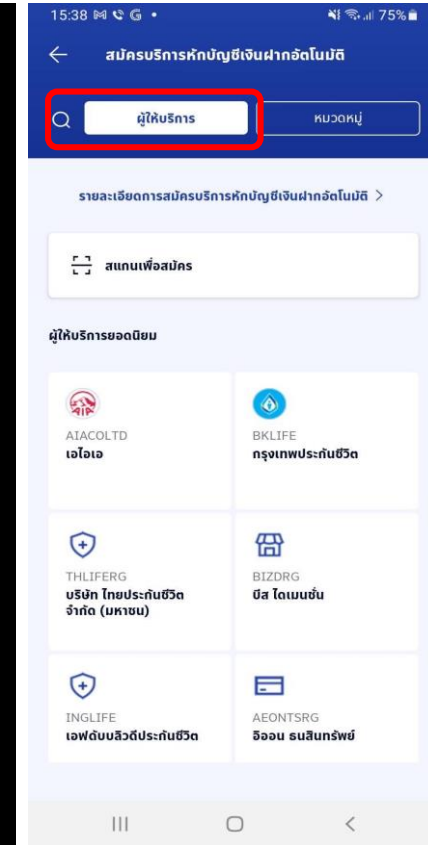 15:38 G • 75%
สมัครบริการหักบัญชีเงินฝากอัตโนมัติ
ผู้ให้บริการ หมวดหมู่
รายละเอียดการสมัครบริการหักบัญชีเงินฝากอัตโนมัติ >
สแกนเพื่อสมัคร
ผู้ให้บริการยอดนิยม
AIA
AIACOLTD
เอไอเอ
BKLIFE
กรุงเทพประกันชีวิต
THLIFERG
บริษัท ไทยประกันชีวิต
จำกัด (มหาชน)
BIZDRG
บีส ไดเมนชั่น
INGLIFE
เอฟดับบลิวดีประกันชีวิต
AEONTSRG
อิออน ธนสินทรัพย์